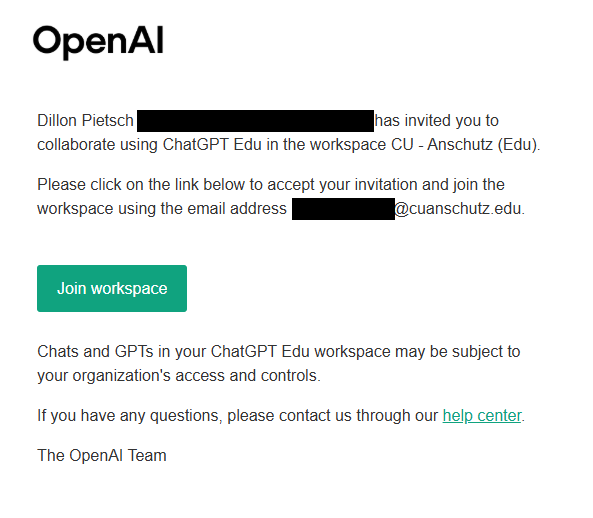 OpenAI
Dillon Pietsch has invited you to
collaborate using ChatGPT Edu in the workspace CU - Anschutz (Edu).
Please click on the link below to accept your invitation and join the
workspace using the email address @cuanschutz.edu.
Join workspace
Chats and GPTs in your ChatGPT Edu workspace may be subject to
your organization's access and controls.
If you have any questions, please contact us through our help center.
The OpenAI Team